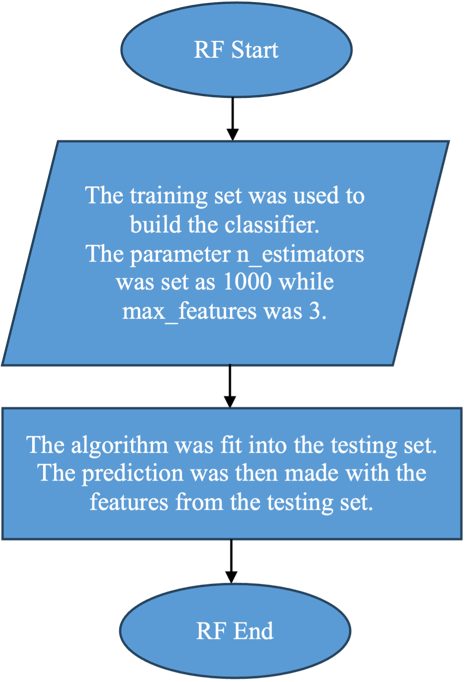 RF Start
The training set was used to
build the classifier.
The parameter n_estimators
was set as 1000 while
max_features was 3.
The algorithm was fit into the testing set.
The prediction was then made with the
features from the testing set.
RF End